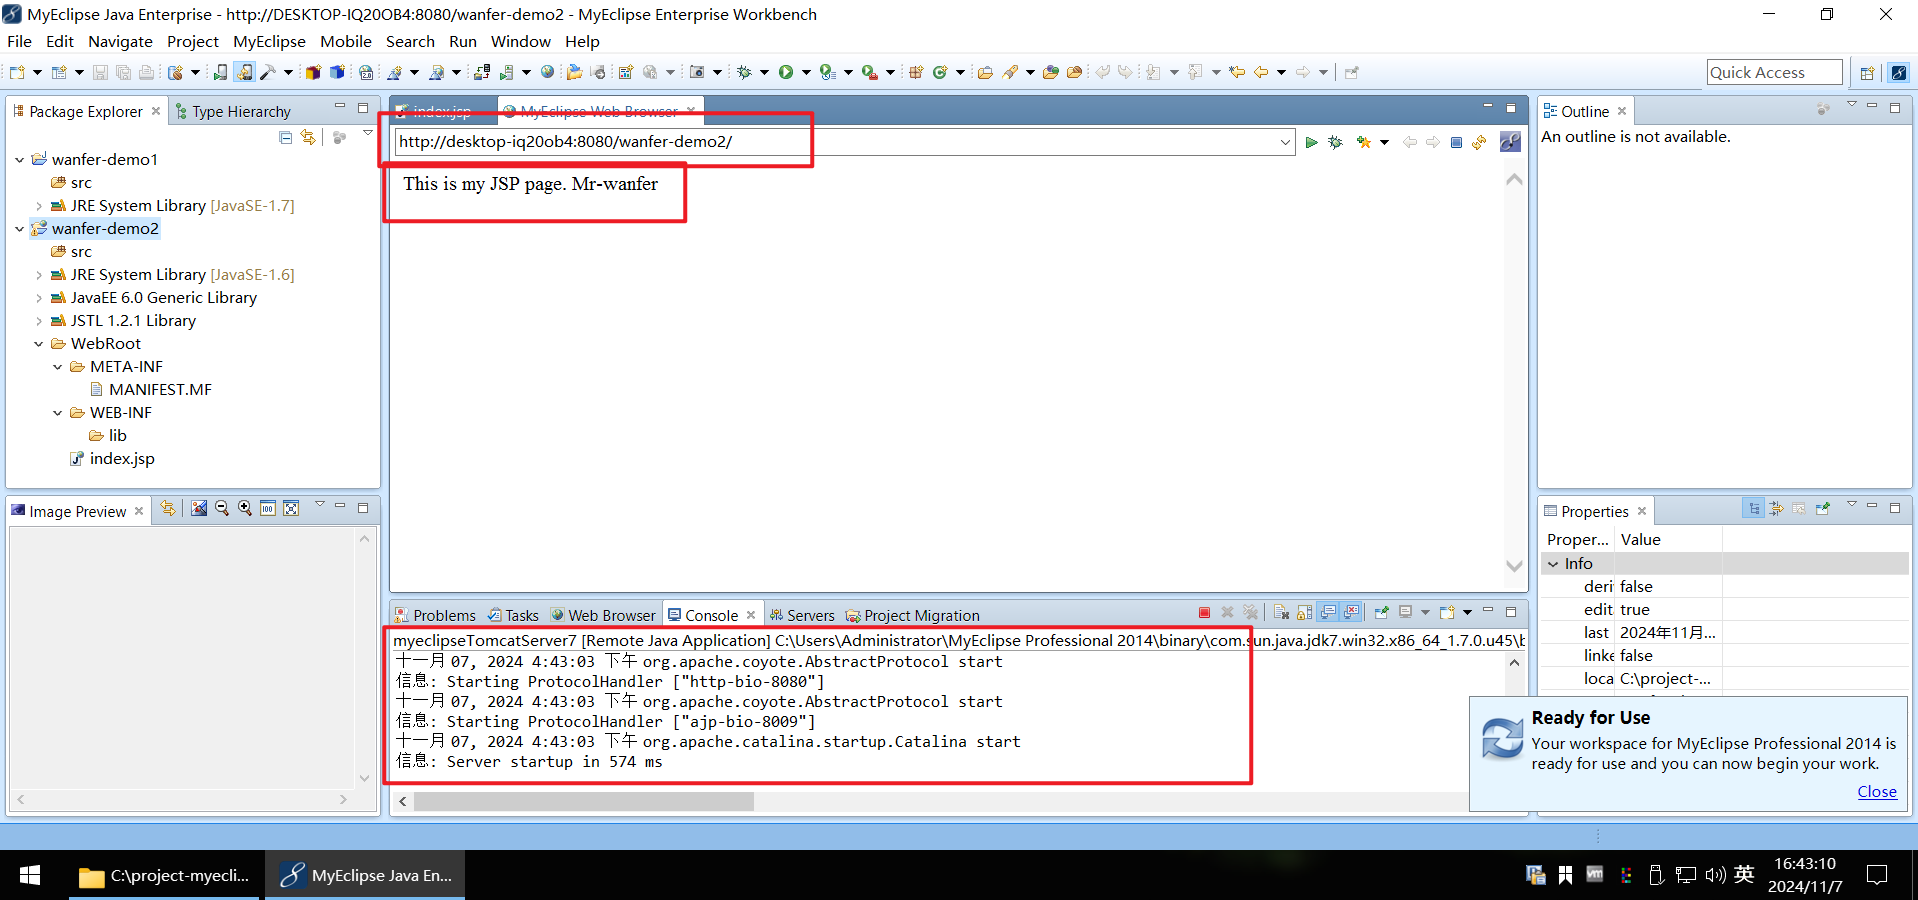 MyEclipse Java Enterprise - http://DESKTOP-IQ20OB4:8080/wanfer-demo2 - MyEclipse Enterprise Workbench
File Edit Navigate Project MyEclipse Mobile Search Run Window Help
Quick Access
Package Explorer
Type Hierarchy
wanfer-demo1
src
JRE System Library [JavaSE-1.7]
wanfer-demo2
src
JRE System Library [JavaSE-1.6]
JavaEE 6.0 Generic Library
JSTL 1.2.1 Library
WebRoot
META-INF
MANIFEST.MF
WEB-INF
lib
index.jsp
index.jsp
MyEclipse Web Browser
http://desktop-iq20ob4:8080/wanfer-demo2/
This is my JSP page. Mr-wanfer
Outline
An outline is not available.
Image Preview
Problems Tasks Web Browser Console Servers Project Migration
myeclipseTomcatServer7 [Remote Java Application] C:\Users\Administrator\MyEclipse Professional 2014\binary\com.sun.java.jdk7.win32.x86_64_1.7.0.u45\b
十一月 07, 2024 4:43:03 下午 org.apache.coyote.AbstractProtocol start
信息: Starting ProtocolHandler ["http-bio-8080"]
十一月 07, 2024 4:43:03 下午 org.apache.coyote.AbstractProtocol start
信息: Starting ProtocolHandler ["ajp-bio-8009"]
十一月 07, 2024 4:43:03 下午 org.apache.catalina.startup.Catalina start
信息: Server startup in 574 ms
Properties
Proper... Value
Info
deri false
edit true
last 2024年11月...
linke false
loca C:\project-...
Ready for Use
Your workspace for MyEclipse Professional 2014 is
ready for use and you can now begin your work.
Close
C:\project-myecli...
MyEclipse Java En...
英
16:43:10
2024/11/7